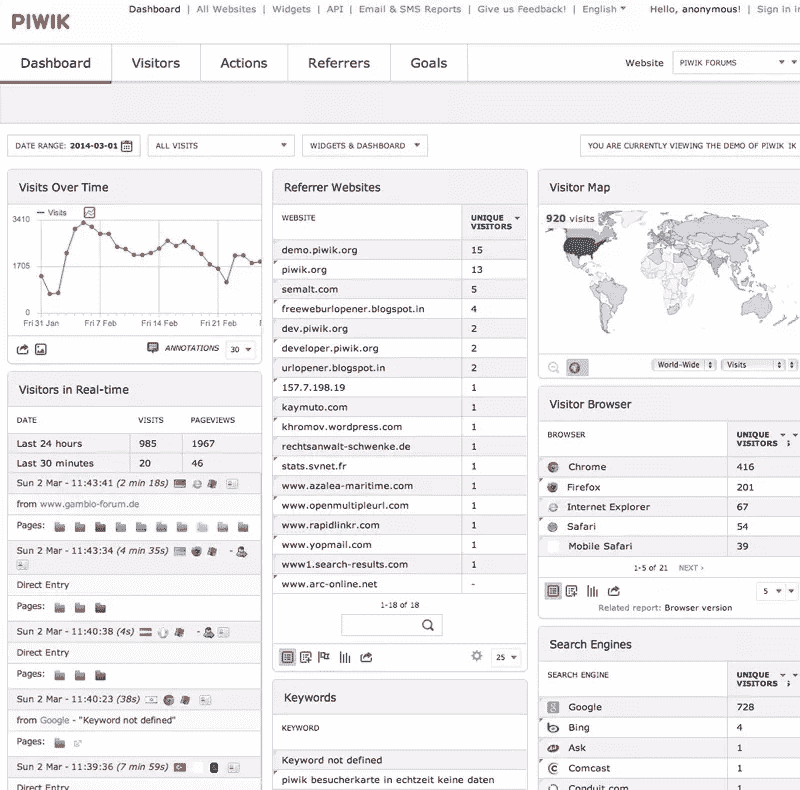 PIWIK
Dashboard | All Websites | Widgets | API | Email & SMS Reports | Give us Feedback! | English Hello, anonymous! | Sign in
Dashboard Visitors Actions Referrers Goals
Website PIWIK FORUMS
DATE RANGE: 2014-03-01
ALL VISITS
WIDGETS & DASHBOARD
YOU ARE CURRENTLY VIEWING THE DEMO OF PIWIK
Visits Over Time
Visits
3410
1705
0
Fri 31 Jan Fri 7 Feb Fri 14 Feb Fri 21 Feb
ANNOTATIONS 30
Visitors in Real-time
DATE VISITS PAGEVIEWS
Last 24 hours 985 1967
Last 30 minutes 20 46
Sun 2 Mar - 11:43:41 (2 min 18s)
from www.gambio-forum.de
Pages:
Sun 2 Mar - 11:43:34 (4 min 35s) -
Direct Entry
Pages:
Sun 2 Mar - 11:40:38 (4s) -
Direct Entry
Pages:
Sun 2 Mar - 11:40:23 (38s)
from Google - "Keyword not defined"
Pages:
Sun 2 Mar - 11:39:36 (7 min 59s)
Direct Entry
Referrer Websites
WEBSITE UNIQUE VISITORS
demo.piwik.org 15
piwik.org 13
semalt.com 5
freeweburlopener.blogspot.in 4
dev.piwik.org 2
developer.piwik.org 2
urlopener.blogspot.in 2
157.7.198.19 1
kaymuto.com 1
khromov.wordpress.com 1
rechtsanwalt-schwenke.de 1
stats.svnet.fr 1
www.azalea-maritime.com 1
www.openmultipleurl.com 1
www.rapidlinkr.com 1
www.yopmail.com 1
www1.search-results.com 1
www.arc-online.net -
1-18 of 18
25
Keywords
KEYWORD
Keyword not defined
piwik besucherkarte in echtzeit keine daten
Visitor Map
920 visits
World-Wide Visits
Visitor Browser
BROWSER UNIQUE VISITORS
Chrome 416
Firefox 201
Internet Explorer 67
Safari 54
Mobile Safari 39
1-5 of 21 NEXT ›
5
Related report: Browser version
Search Engines
SEARCH ENGINE UNIQUE VISITORS
Google 728
Bing 4
Ask 1
Comcast 1
Conduit.com